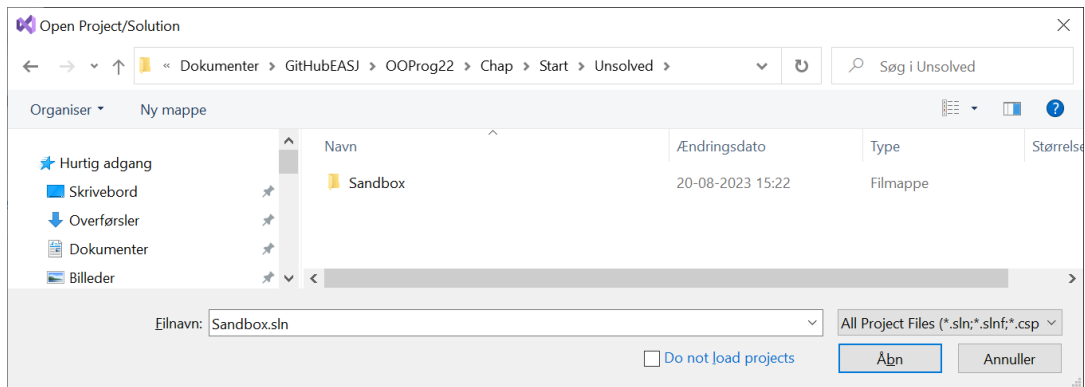 Open Project/Solution
« Dokumenter > GitHubEASJ > OOProg22 > Chap > Start > Unsolved >
Søg i Unsolved
Organiser Ny mappe
Navn Ændringsdato Type Størrelse
Hurtig adgang
Sandbox 20-08-2023 15:22 Filmappe
Skrivebord
Overførsler
Dokumenter
Billeder
Filnavn: Sandbox.sln All Project Files (*.sln;*.slnf;*.csp
Do not load projects Åbn Annuller